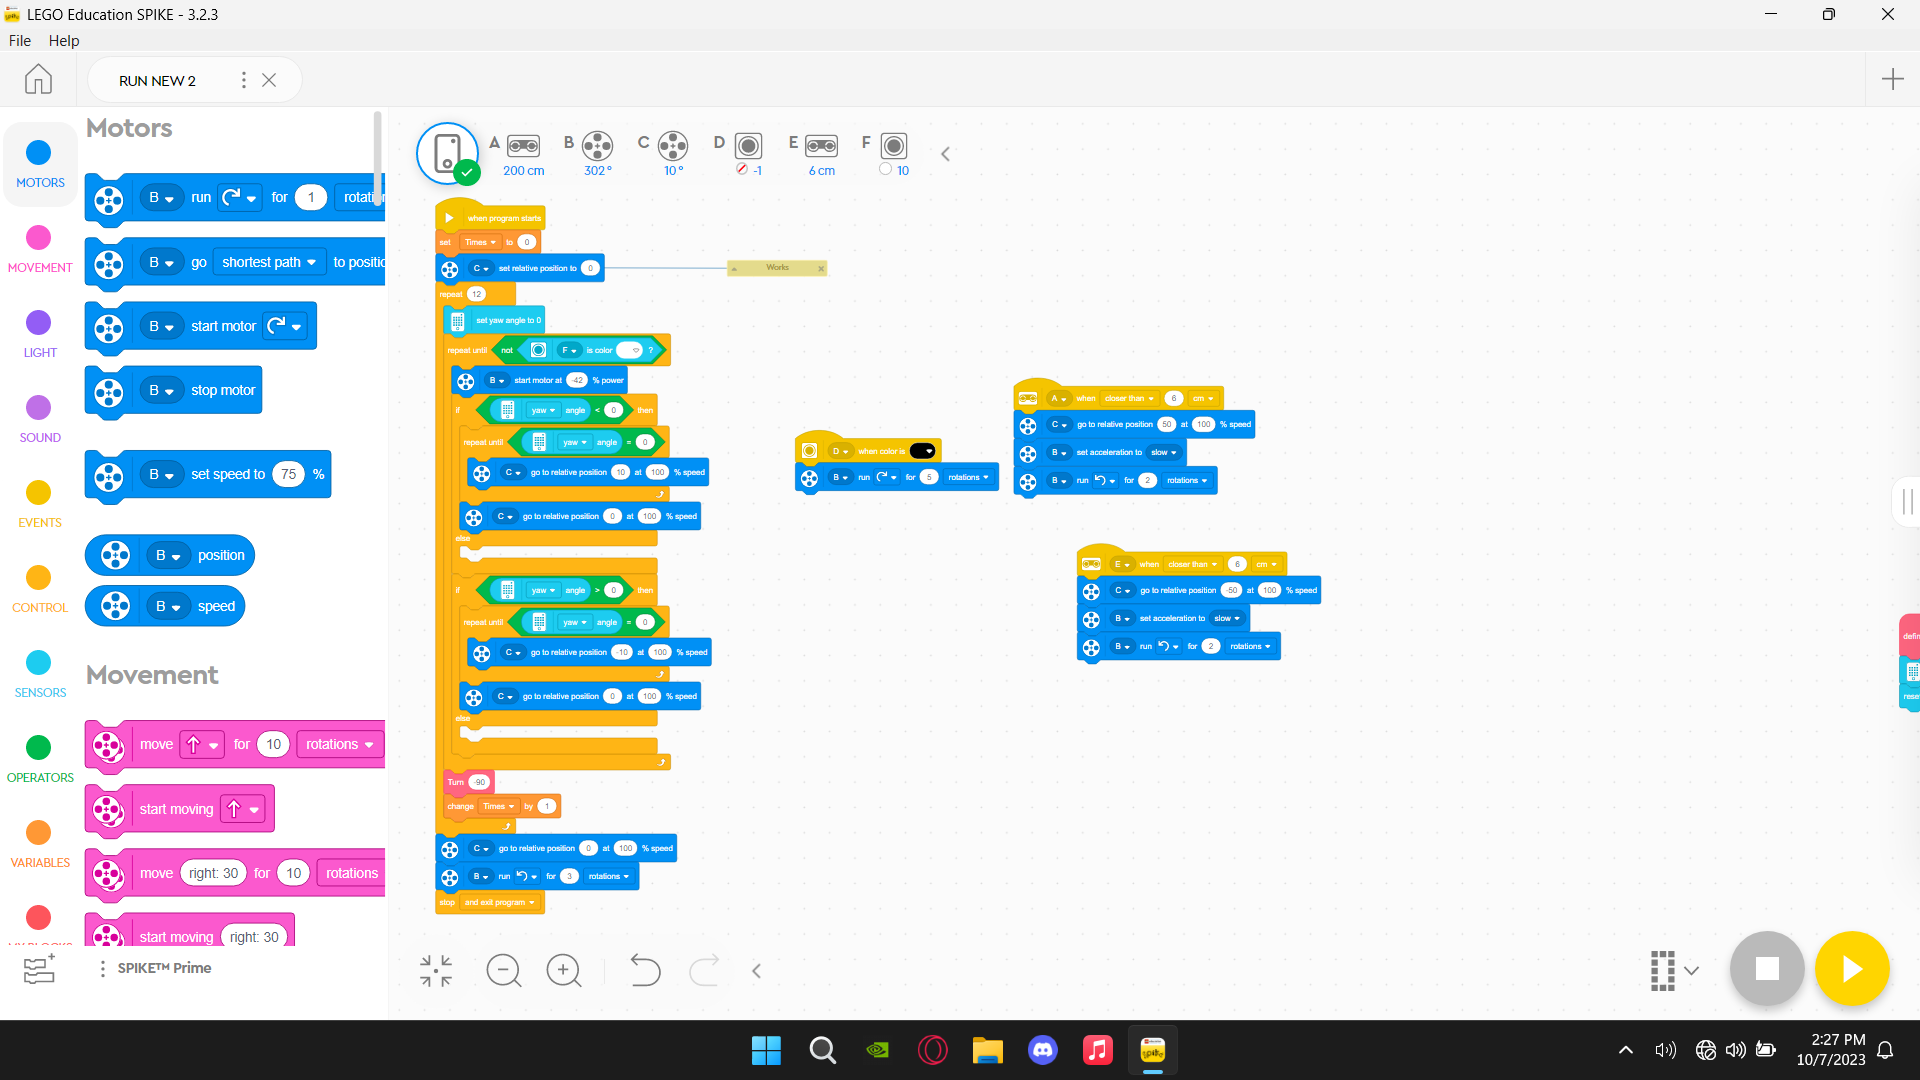 LEGO Education SPIKE - 3.2.3
File Help
RUN NEW 2
Motors
MOTORS
MOVEMENT
LIGHT
SOUND
EVENTS
CONTROL
SENSORS
OPERATORS
VARIABLES
B run for 1
B go shortest path to
B start motor
B stop motor
B set speed to 75 %
B position
B speed
Movement
move for 10 rotations
start moving
move right: 30 for 10 rotations
start moving right: 30
SPIKE™ Prime
A B C D E F
200 cm 302° 10° -1 6 cm 10
when program starts
set Times to 0
C set relative position to 0
Works
repeat 12
set yaw angle to 0
repeat until not F is color ?
B start motor at -42 % power
if yaw angle < 0 then
repeat until yaw angle = 0
C go to relative position 10 at 100 % speed
C go to relative position 0 at 100 % speed
else
if yaw angle > 0 then
repeat until yaw angle = 0
C go to relative position -10 at 100 % speed
C go to relative position 0 at 100 % speed
else
Turn -90
change Times by 1
C go to relative position 0 at 100 % speed
B run for 3 rotations
stop and exit program
D when color is
B run for 5 rotations
A when closer than 6 cm
C go to relative position 50 at 100 % speed
B set acceleration to slow
B run for 2 rotations
E when closer than 6 cm
C go to relative position -50 at 100 % speed
B set acceleration to slow
B run for 2 rotations
2:27 PM
10/7/2023